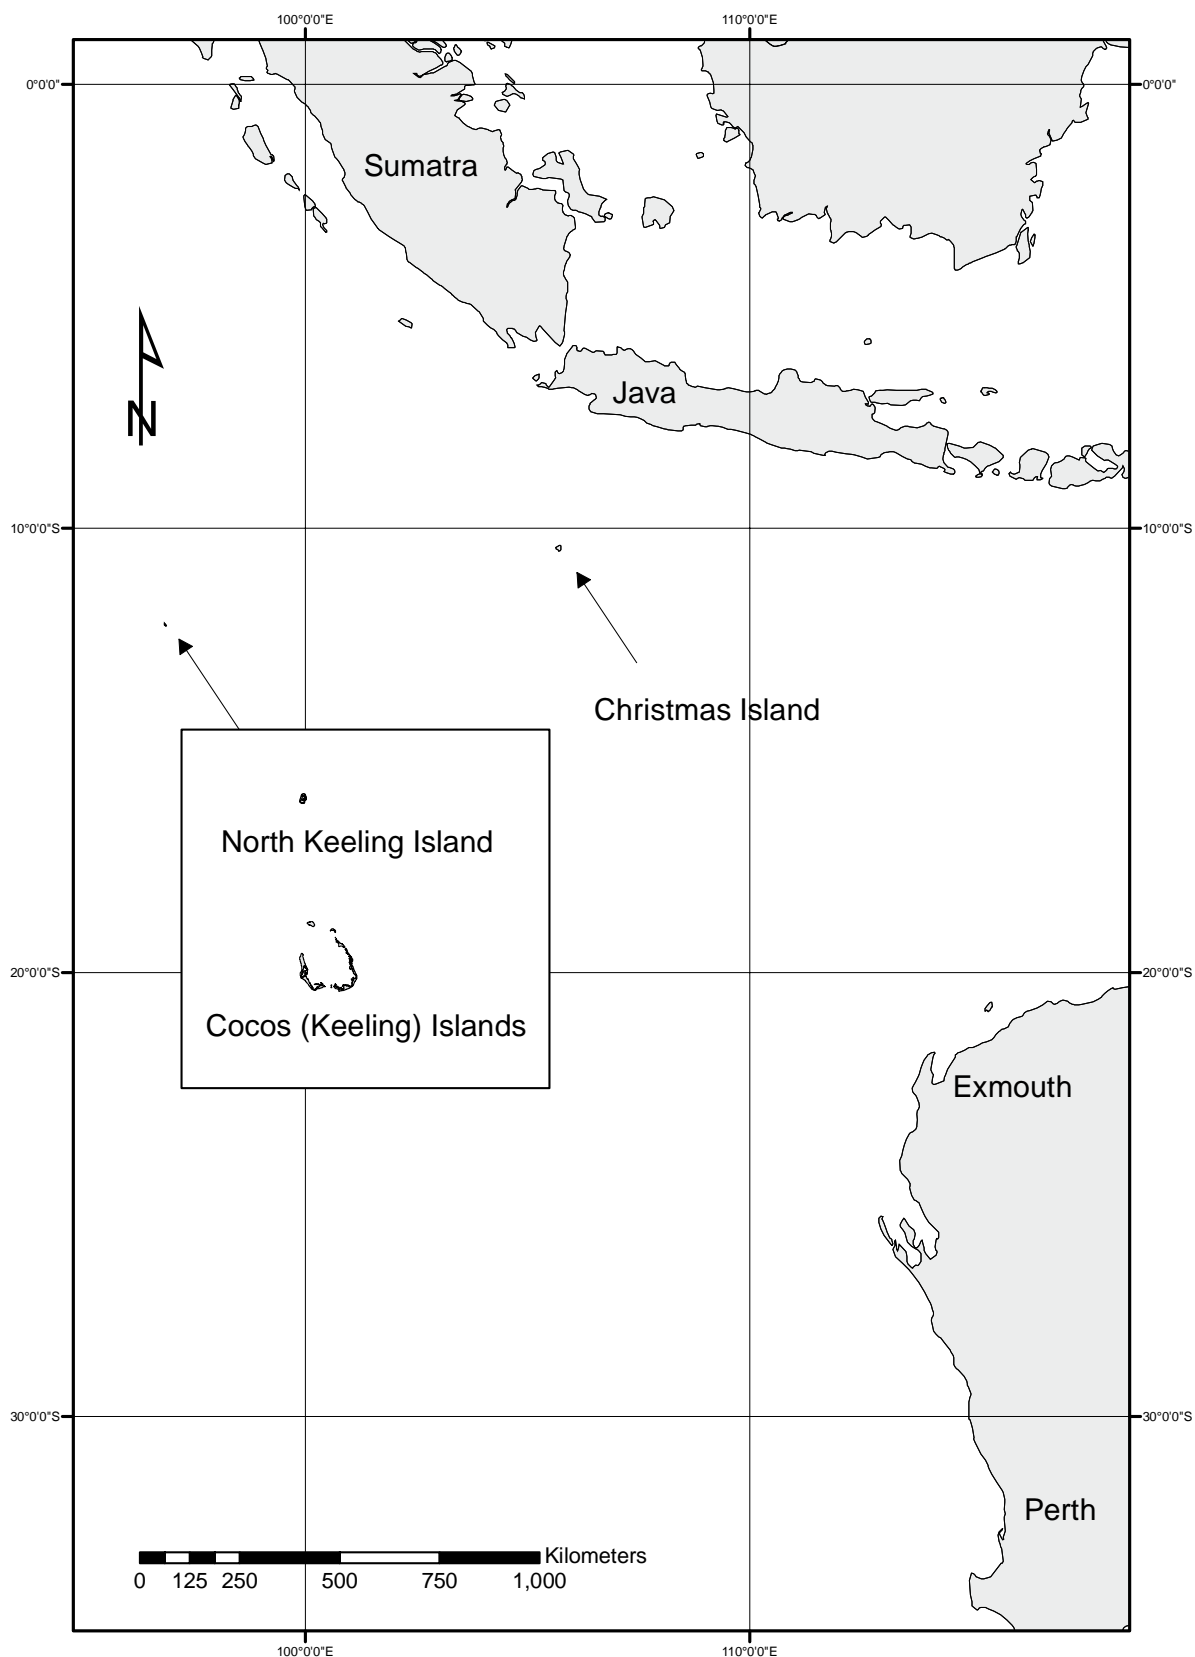 100°0'0"E 110°0'0"E
0°0'0" 0°0'0"
Sumatra
Java
N
10°0'0"S 10°0'0"S
Christmas Island
North Keeling Island
20°0'0"S 20°0'0"S
Cocos (Keeling) Islands
Exmouth
30°0'0"S 30°0'0"S
Perth
Kilometers
0 125 250 500 750 1,000
100°0'0"E 110°0'0"E